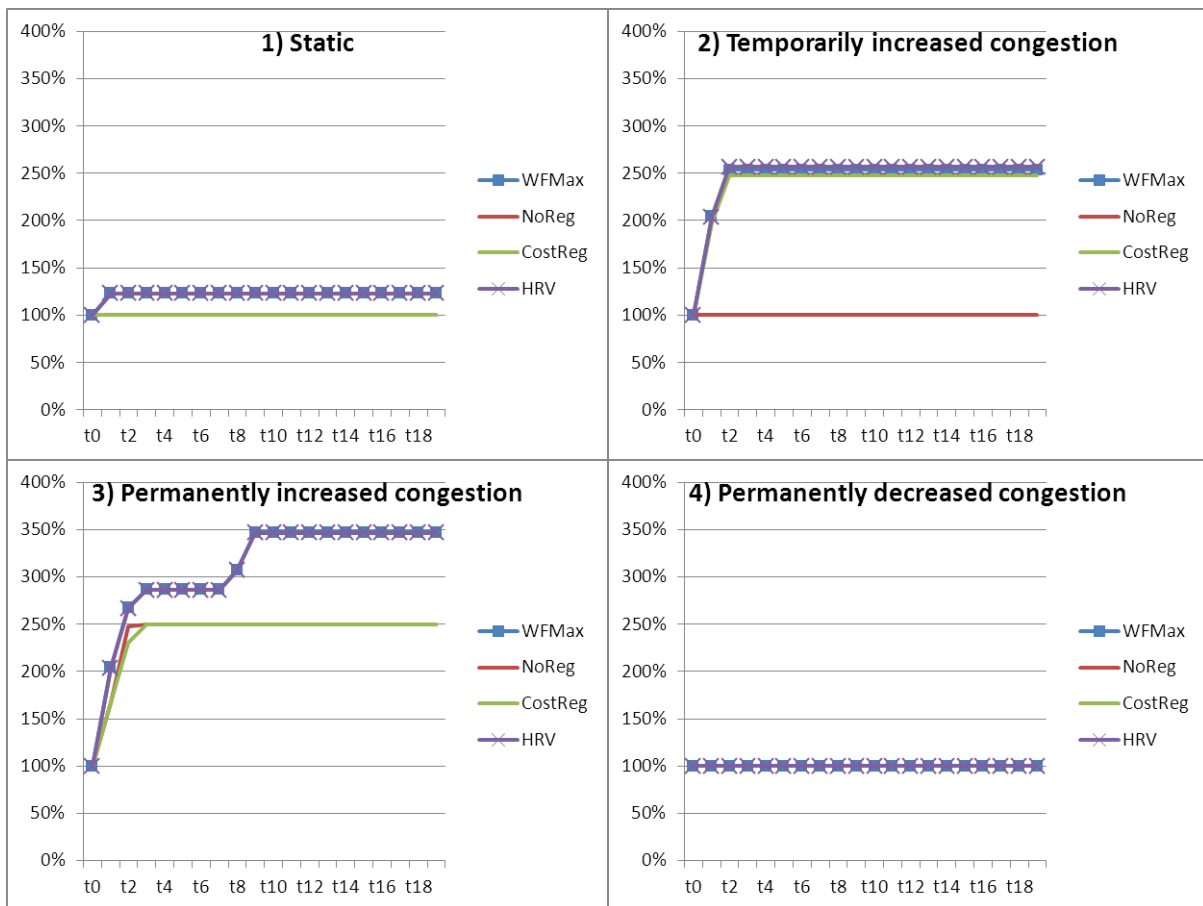 1) Static
400%
350%
300%
250%
200%
150%
100%
50%
0%
t0 t2 t4 t6 t8 t10 t12 t14 t16 t18
WFMax
NoReg
CostReg
HRV
2) Temporarily increased congestion
400%
350%
300%
250%
200%
150%
100%
50%
0%
t0 t2 t4 t6 t8 t10 t12 t14 t16 t18
WFMax
NoReg
CostReg
HRV
3) Permanently increased congestion
400%
350%
300%
250%
200%
150%
100%
50%
0%
t0 t2 t4 t6 t8 t10 t12 t14 t16 t18
WFMax
NoReg
CostReg
HRV
4) Permanently decreased congestion
400%
350%
300%
250%
200%
150%
100%
50%
0%
t0 t2 t4 t6 t8 t10 t12 t14 t16 t18
WFMax
NoReg
CostReg
HRV